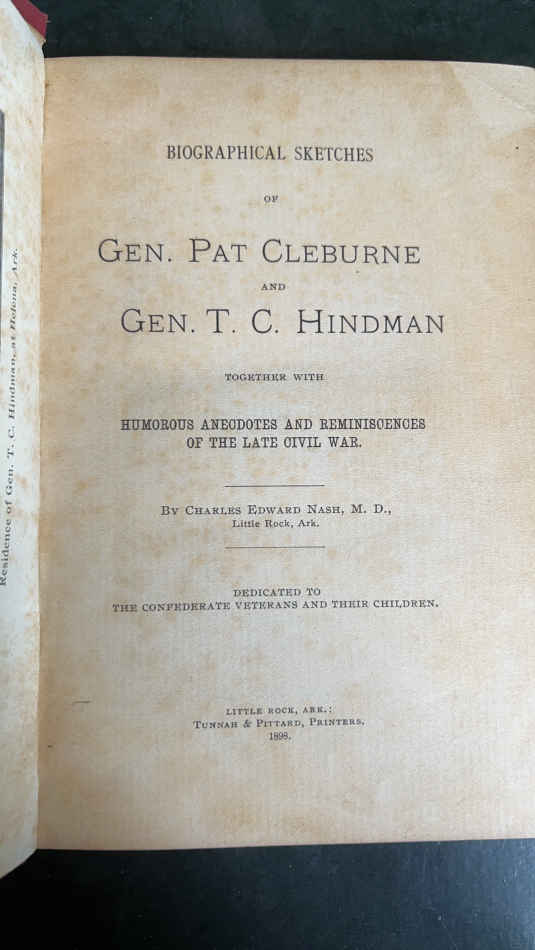 BIOGRAPHICAL SKETCHES
OF
GEN. PAT CLEBURNE
AND
GEN. T. C. HINDMAN
TOGETHER WITH
HUMOROUS ANECDOTES AND REMINISCENCES
OF THE LATE CIVIL WAR.
BY CHARLES EDWARD NASH, M. D.,
Little Rock, Ark.
DEDICATED TO
THE CONFEDERATE VETERANS AND THEIR CHILDREN.
LITTLE ROCK, ARK.:
TUNNAH & PITTARD, PRINTERS.
1898.
Residence of Gen. T. C. Hindman, at Helena, Ark.